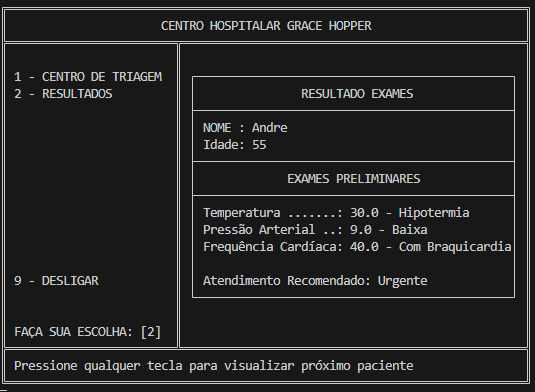 CENTRO HOSPITALAR GRACE HOPPER
1 - CENTRO DE TRIAGEM
2 - RESULTADOS
9 - DESLIGAR
FAÇA SUA ESCOLHA: [2]
RESULTADO EXAMES
NOME : Andre
Idade: 55
EXAMES PRELIMINARES
Temperatura .......: 30.0 - Hipotermia
Pressão Arterial ..: 9.0 - Baixa
Frequência Cardíaca: 40.0 - Com Braquicardia
Atendimento Recomendado: Urgente
Pressione qualquer tecla para visualizar próximo paciente